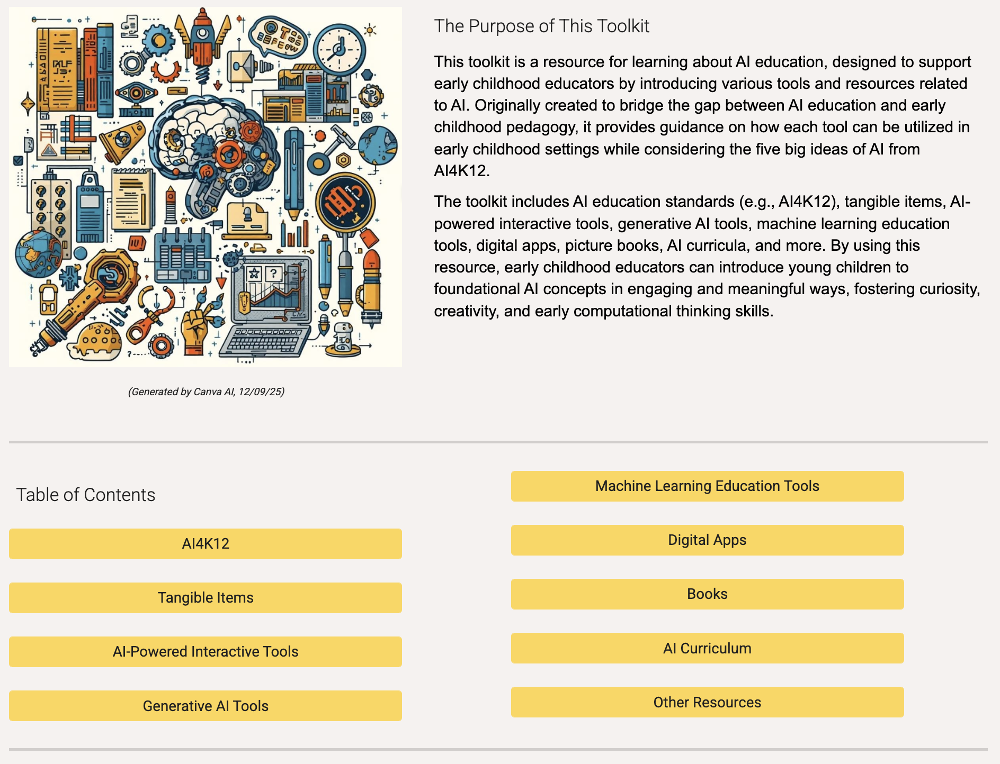 The Purpose of This Toolkit
This toolkit is a resource for learning about AI education, designed to support
early childhood educators by introducing various tools and resources related
to AI. Originally created to bridge the gap between AI education and early
childhood pedagogy, it provides guidance on how each tool can be utilized in
early childhood settings while considering the five big ideas of AI from
AI4K12.
The toolkit includes AI education standards (e.g., AI4K12), tangible items, AI-
powered interactive tools, generative AI tools, machine learning education
tools, digital apps, picture books, AI curricula, and more. By using this
resource, early childhood educators can introduce young children to
foundational AI concepts in engaging and meaningful ways, fostering curiosity,
creativity, and early computational thinking skills.
(Generated by Canva AI, 12/09/25)
Table of Contents
AI4K12
Tangible Items
AI-Powered Interactive Tools
Generative AI Tools
Machine Learning Education Tools
Digital Apps
Books
AI Curriculum
Other Resources